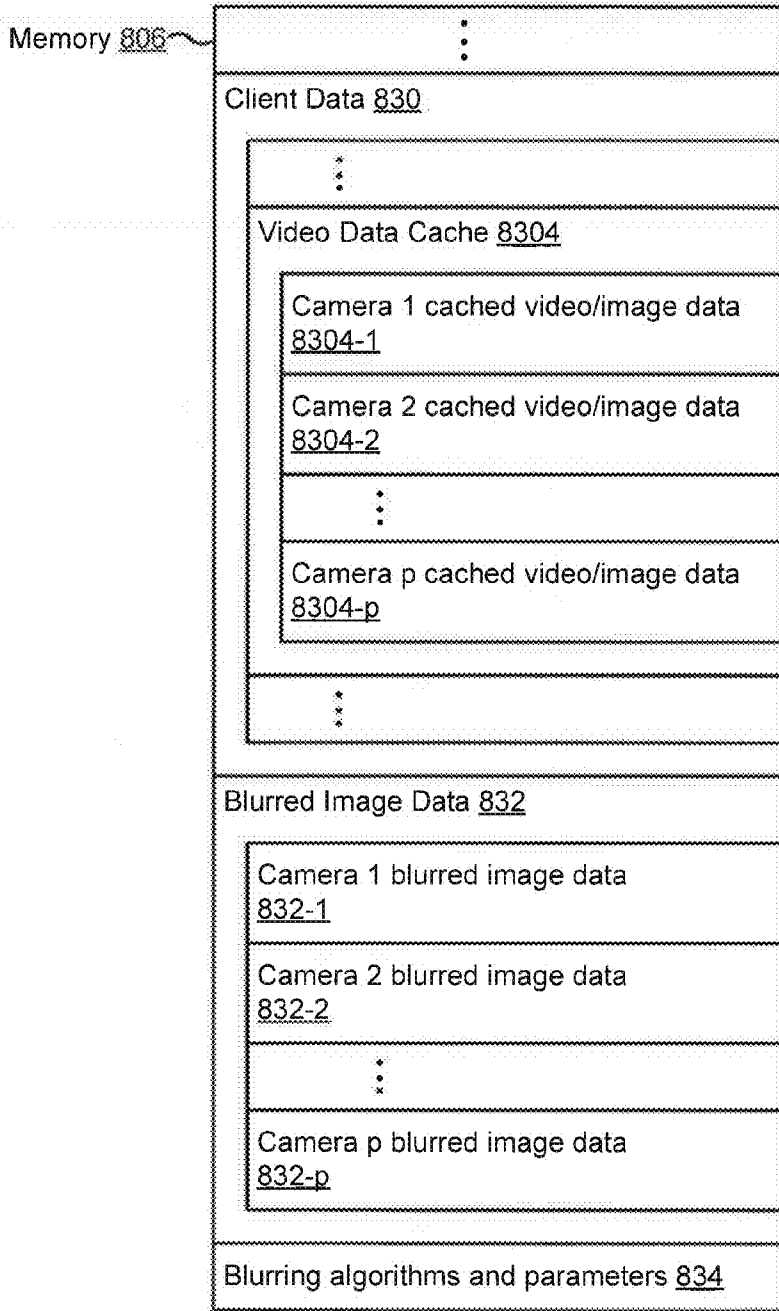 Memory 806
Client Data 830
Video Data Cache 8304
Camera 1 cached video/image data
8304-1
Camera 2 cached video/image data
8304-2
Camera p cached video/image data
8304-p
Blurred Image Data 832
Camera 1 blurred image data
832-1
Camera 2 blurred image data
832-2
Camera p blurred image data
832-p
Blurring algorithms and parameters 834